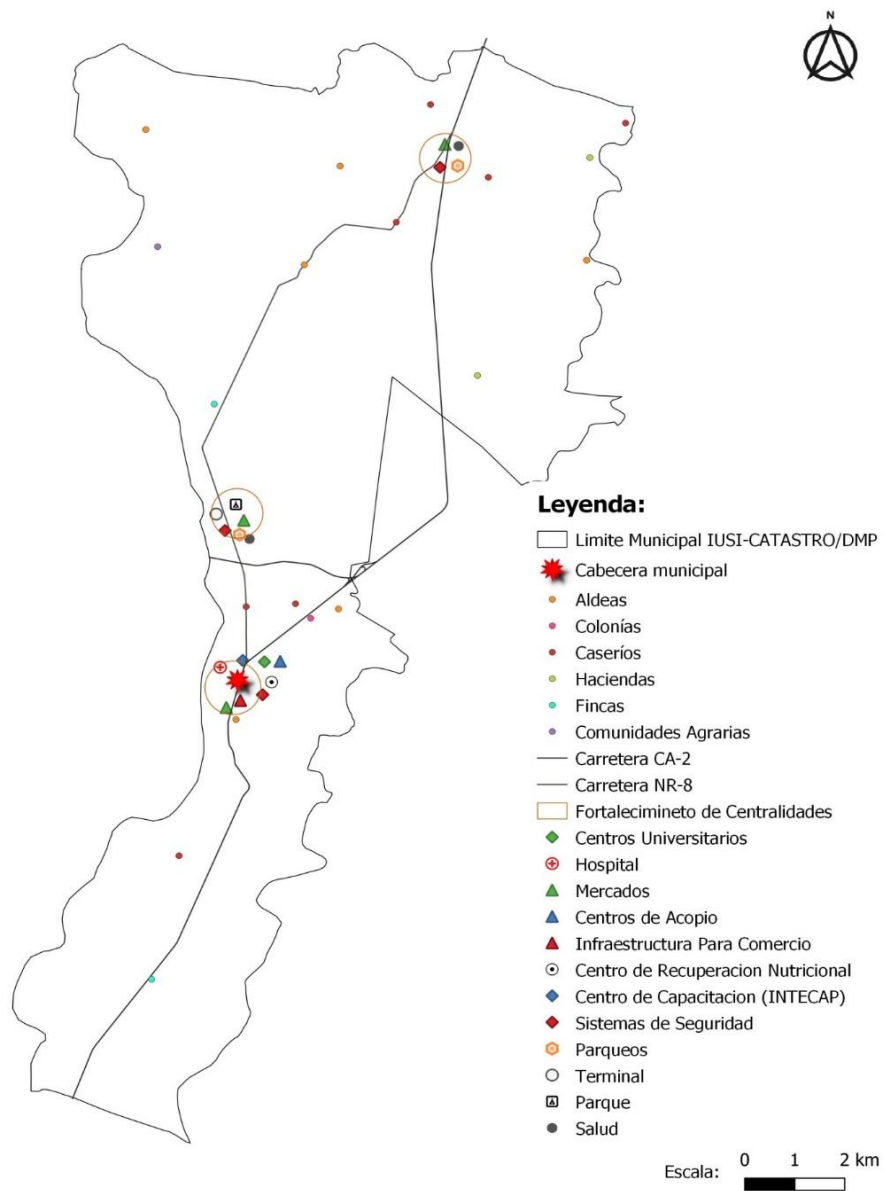 N
Leyenda:
Limite Municipal IUSI-CATASTRO/DMP
Cabecera municipal
Aldeas
Colonías
Caseríos
Haciendas
Fincas
Comunidades Agrarias
Carretera CA-2
Carretera NR-8
Fortalecimineto de Centralidades
Centros Universitarios
Hospital
Mercados
Centros de Acopio
Infraestructura Para Comercio
Centro de Recuperacion Nutricional
Centro de Capacitacion (INTECAP)
Sistemas de Seguridad
Parqueos
Terminal
Parque
Salud
Escala: 0 1 2 km